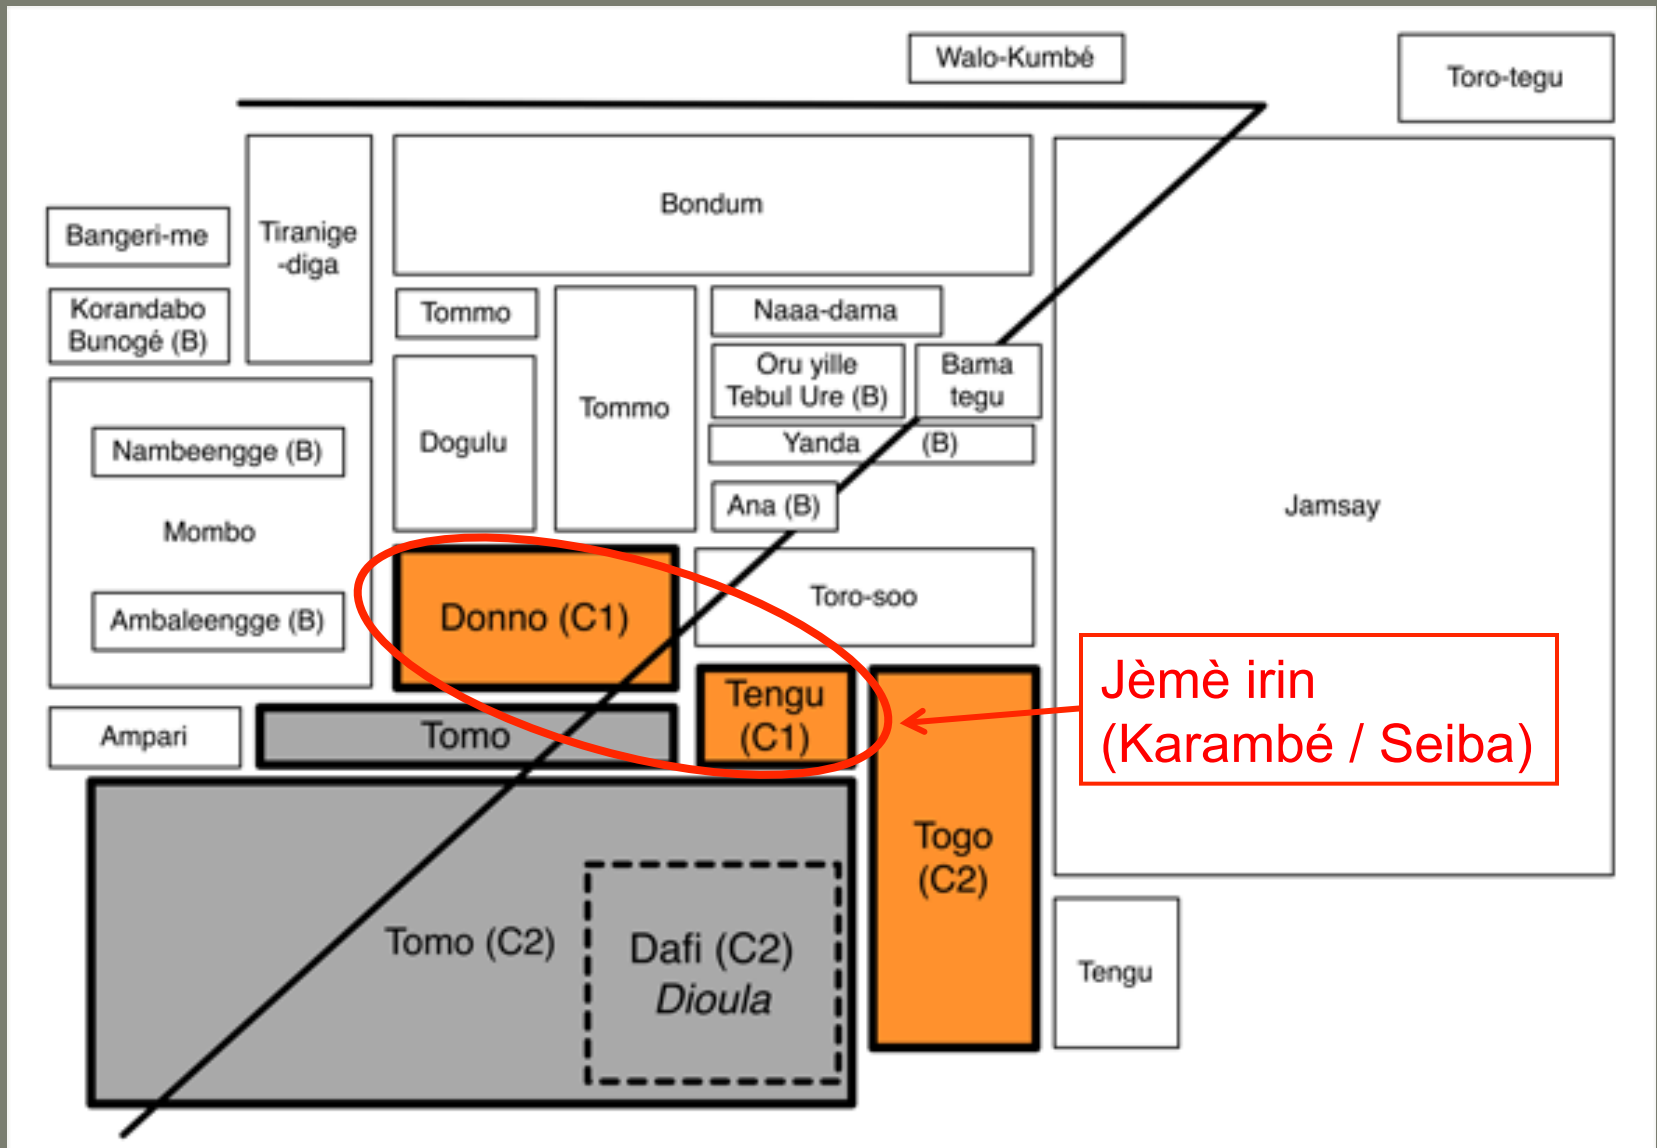 Walo-Kumbé
Toro-tegu
Bondum
Tiranige
-diga
Bangeri-me
Korandabo
Bunogé (B)
Tommo
Tommo
Naaa-dama
Oru yille
Tebul Ure (B)
Bama
tegu
Yanda (B)
Dogulu
Nambeengge (B)
Mombo
Ambaleengge (B)
Ana (B)
Jamsay
Donno (C1)
Toro-soo
Jèmè irin
(Karambé / Seiba)
Tengu
(C1)
Ampari
Tomo
Togo
(C2)
Tomo (C2)
Dafi (C2)
Dioula
Tengu